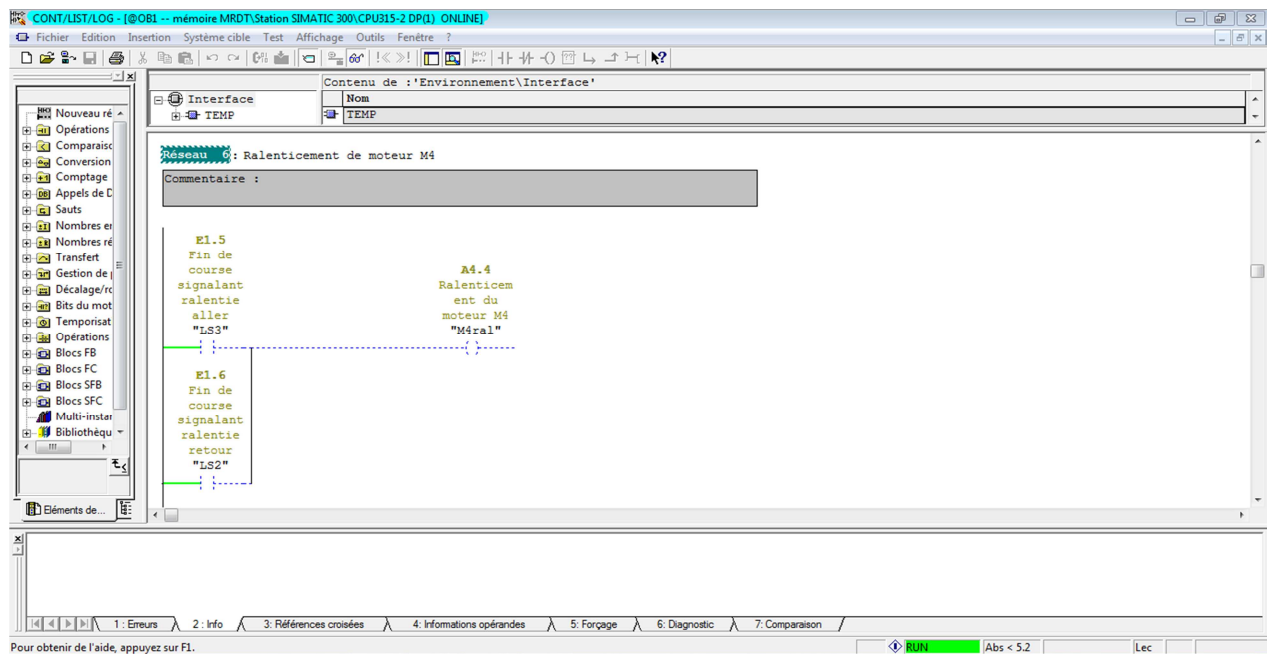 CONT/LIST/LOG - [@OB1 -- mémoire MRDT\Station SIMATIC 300\CPU315-2 DP(1) ONLINE]
Fichier Edition Insertion Système cible Test Affichage Outils Fenêtre ?
Contenu de :'Environnement\Interface'
Interface
Nom
TEMP
TEMP
Nouveau ré
Opérations
Comparaisc
Conversion
Comptage
Appels de D
Sauts
Nombres er
Nombres ré
Transfert
Gestion de
Décalage/rc
Bits du mot
Temporisat
Opérations
Blocs FB
Blocs FC
Blocs SFB
Blocs SFC
Multi-instar
Bibliothèqu
Eléments de...
Réseau 6: Ralenticement de moteur M4
Commentaire :
E1.5
Fin de
course
signalant
ralentie
aller
"LS3"
A4.4
Ralenticem
ent du
moteur M4
"M4ral"
E1.6
Fin de
course
signalant
ralentie
retour
"LS2"
1 : Erreurs 2 : Info 3: Références croisées 4: Informations opérandes 5: Forçage 6: Diagnostic 7: Comparaison
Pour obtenir de l'aide, appuyez sur F1.
RUN
Abs < 5.2
Lec